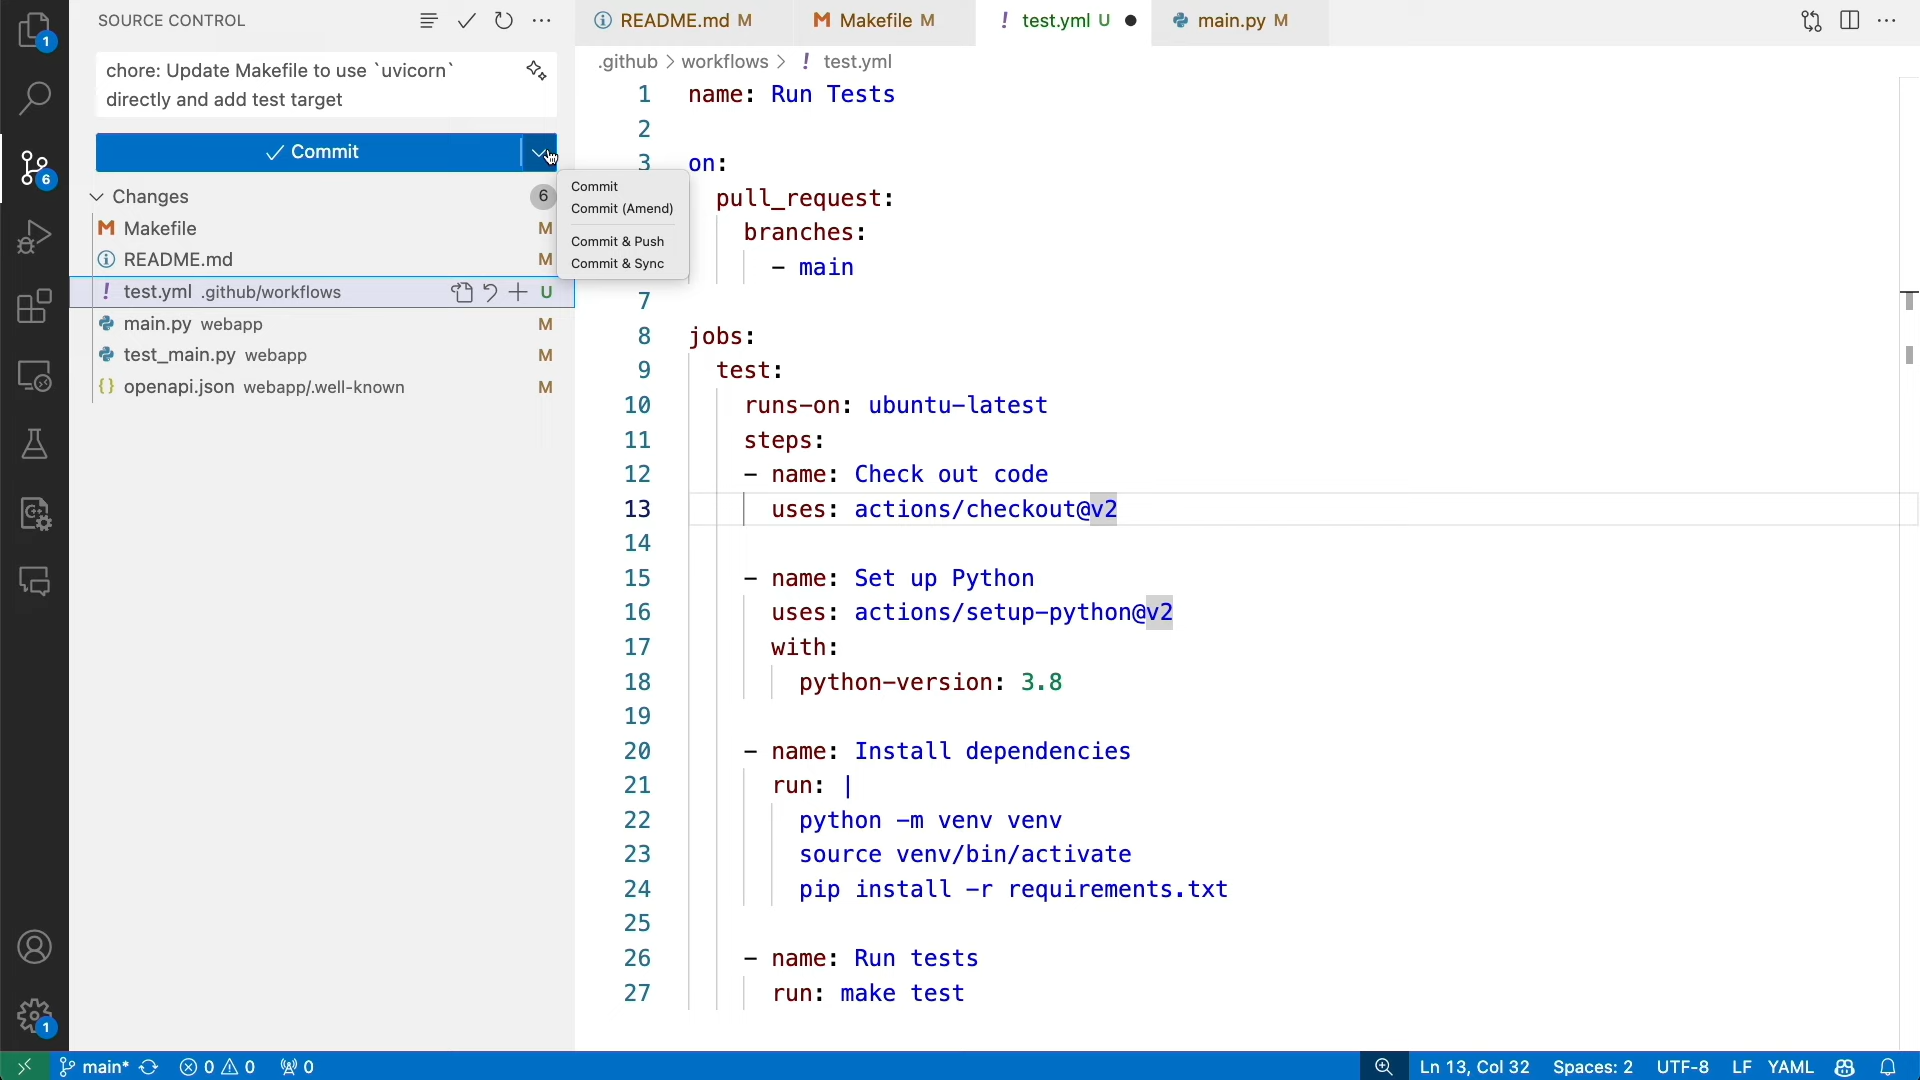 SOURCE CONTROL
chore: Update Makefile to use `uvicorn`
directly and add test target
Commit
Changes 6
Makefile M
README.md M
test.yml .github/workflows U
main.py webapp M
test_main.py webapp M
openapi.json webapp/.well-known M
Commit
Commit (Amend)
Commit & Push
Commit & Sync
1
6
1
README.md M
Makefile M
test.yml U
main.py M
.github > workflows > ! test.yml
1 name: Run Tests
2
3 on:
pull_request:
branches:
- main
7
8 jobs:
9 test:
10 runs-on: ubuntu-latest
11 steps:
12 - name: Check out code
13 uses: actions/checkout@v2
14
15 - name: Set up Python
16 uses: actions/setup-python@v2
17 with:
18 python-version: 3.8
19
20 - name: Install dependencies
21 run: |
22 python -m venv venv
23 source venv/bin/activate
24 pip install -r requirements.txt
25
26 - name: Run tests
27 run: make test
main* 0 0 0
Ln 13, Col 32 Spaces: 2 UTF-8 LF YAML